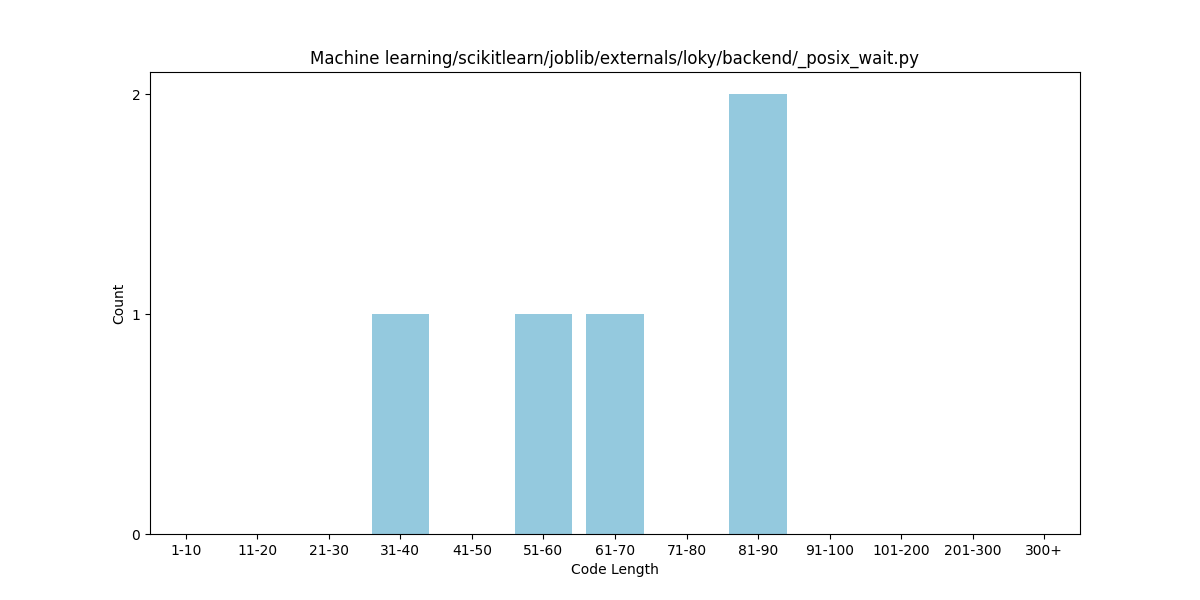 Machine learning/scikitlearn/joblib/externals/loky/backend/_posix_wait.py
Count
2
1
0
1-10 11-20 21-30 31-40 41-50 51-60 61-70 71-80 81-90 91-100 101-200 201-300 300+
Code Length